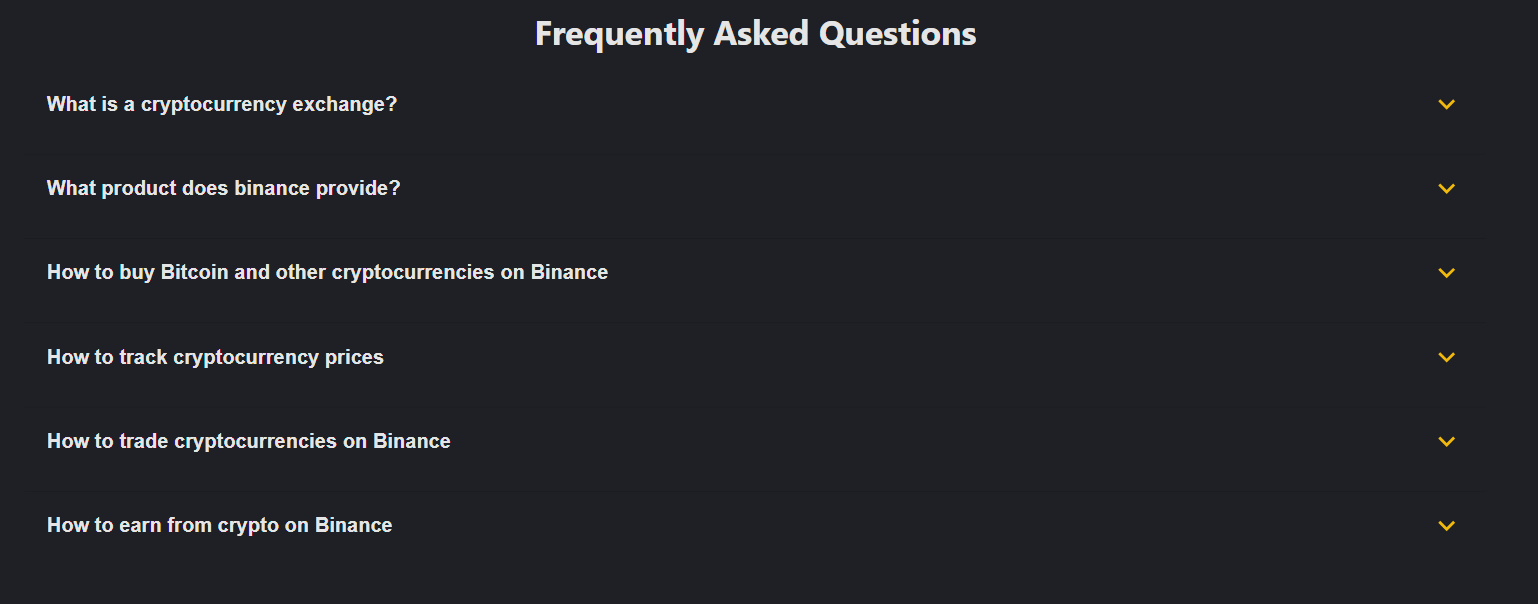 Frequently Asked Questions
What is a cryptocurrency exchange?
What product does binance provide?
How to buy Bitcoin and other cryptocurrencies on Binance
How to track cryptocurrency prices
How to trade cryptocurrencies on Binance
How to earn from crypto on Binance